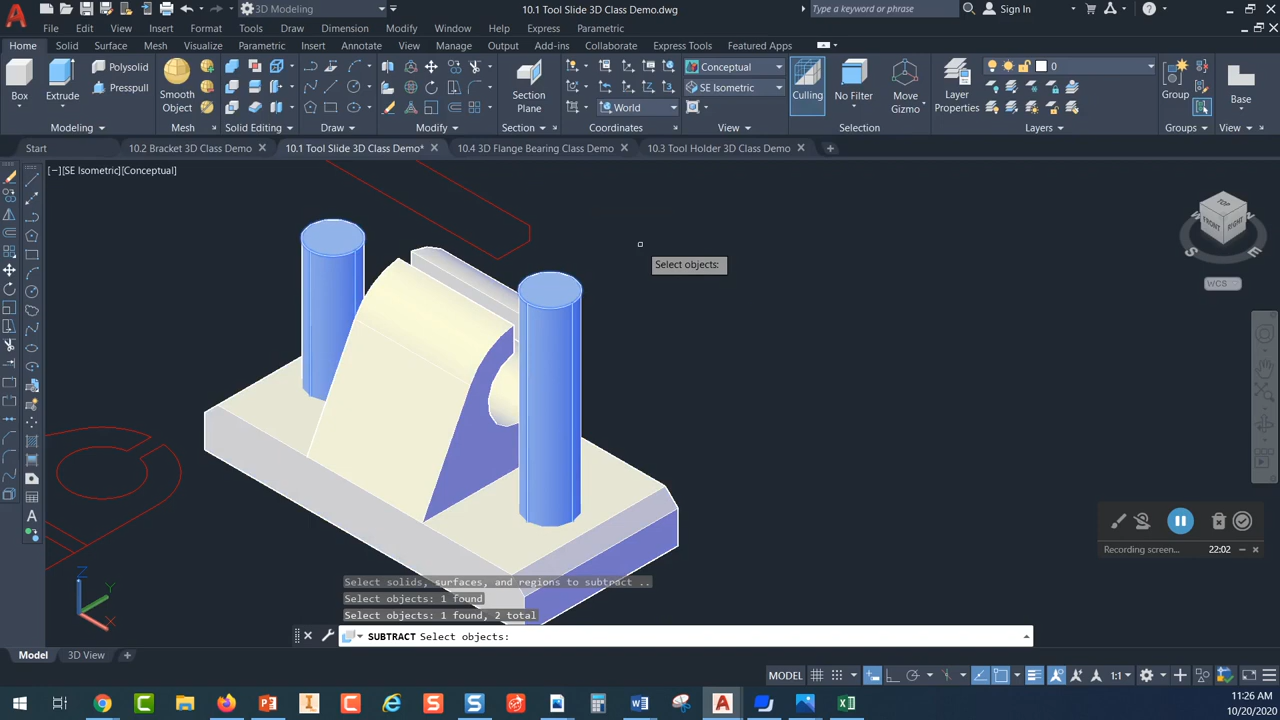 3D Modeling
10.1 Tool Slide 3D Class Demo.dwg
Type a keyword or phrase
Sign In
File Edit View Insert Format Tools Draw Dimension Modify Window Help Express Parametric
Home Solid Surface Mesh Visualize Parametric Insert Annotate View Manage Output Add-ins Collaborate Express Tools Featured Apps
Polysolid
Presspull
Box Extrude
Smooth
Object
Section
Plane
World
Conceptual
SE Isometric
Culling No Filter
Move
Gizmo
Layer
Properties
0
Group
Base
Modeling Mesh Solid Editing Draw Modify Section Coordinates View Selection Layers Groups View
Start 10.2 Bracket 3D Class Demo 10.1 Tool Slide 3D Class Demo* 10.4 3D Flange Bearing Class Demo 10.3 Tool Holder 3D Class Demo
[−][SE Isometric][Conceptual]
TOP
FRONT RIGHT
S E
WCS
Select objects:
Recording screen... 22:02
Z
Y
X
Select solids, surfaces, and regions to subtract ..
Select objects: 1 found
Select objects: 1 found, 2 total
SUBTRACT Select objects:
Model 3D View
MODEL 1:1
11:26 AM
10/20/2020